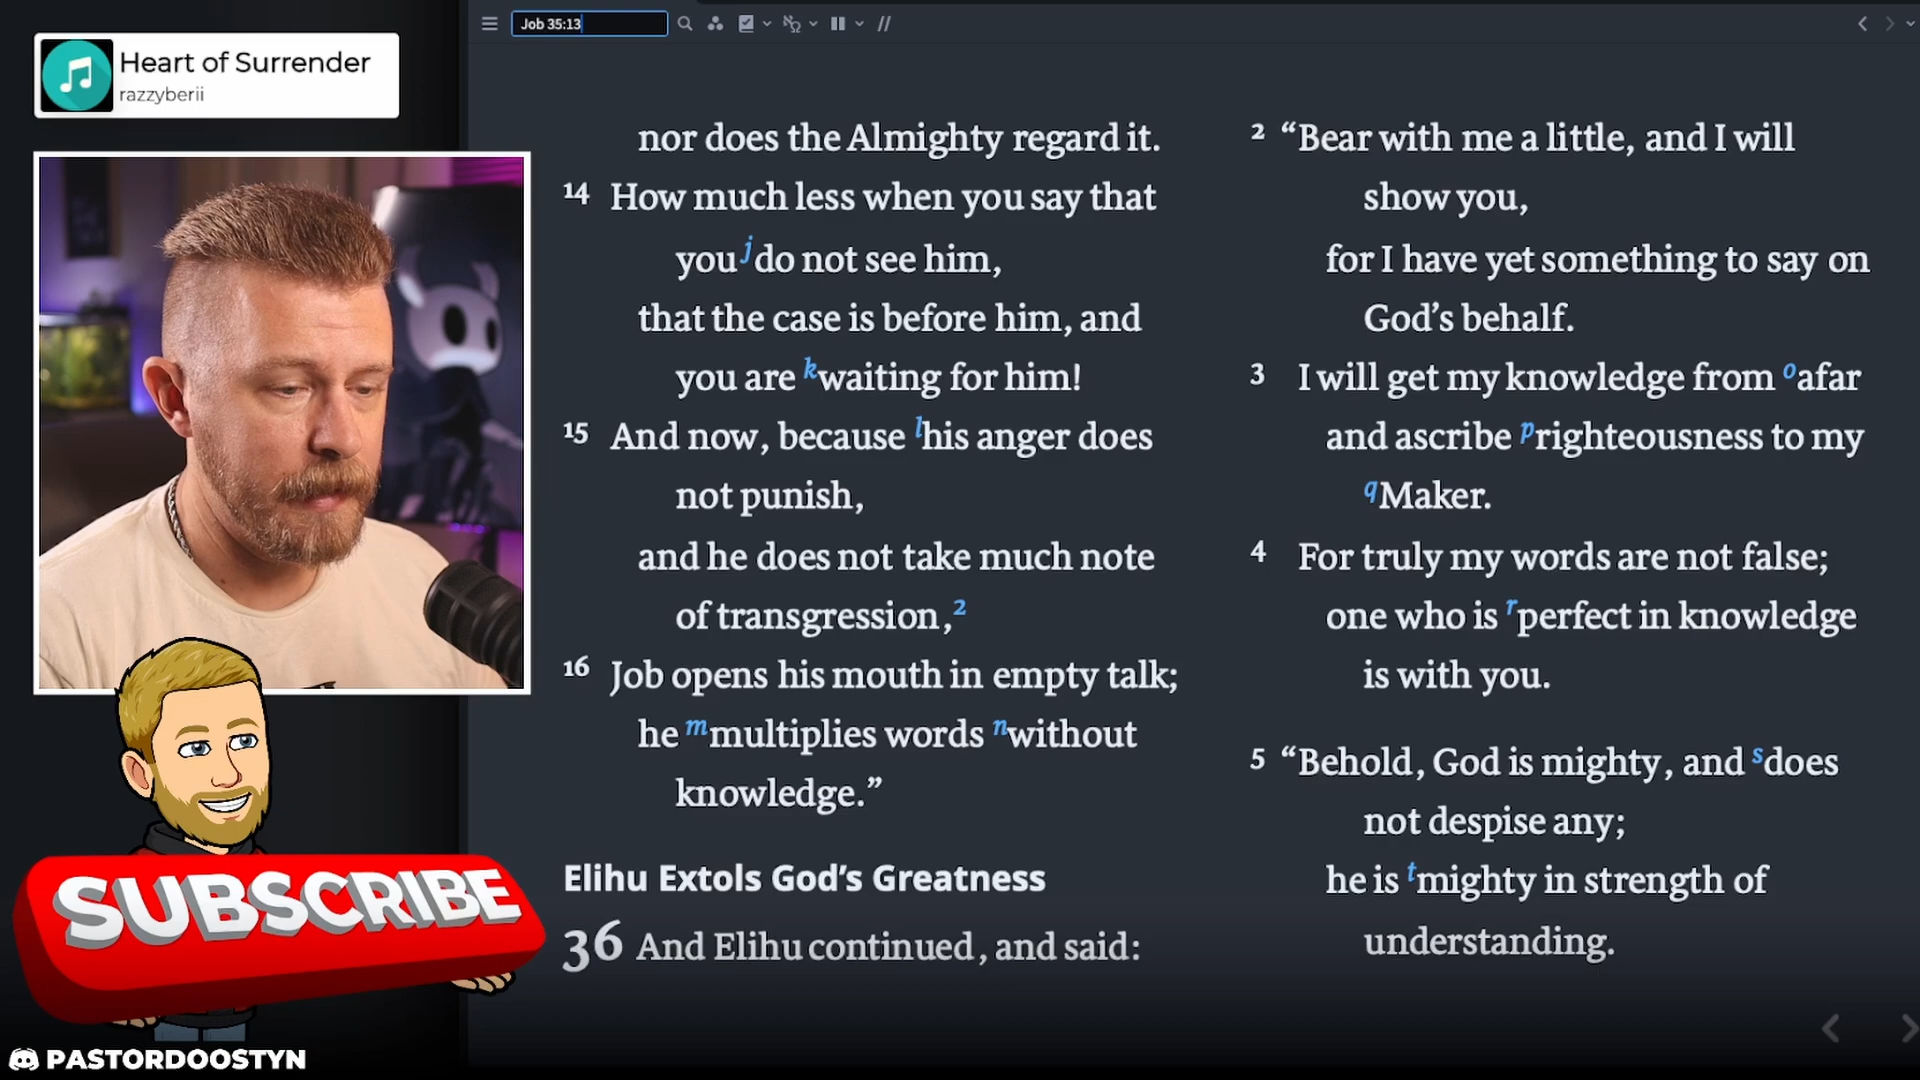 Job 35:13
Heart of Surrender
razzyberii
nor does the Almighty regard it.
14 How much less when you say that
you j do not see him,
that the case is before him, and
you are k waiting for him!
15 And now, because l his anger does
not punish,
and he does not take much note
of transgression,2
16 Job opens his mouth in empty talk;
he m multiplies words n without
knowledge.”
Elihu Extols God’s Greatness
36 And Elihu continued, and said:
2 “Bear with me a little, and I will
show you,
for I have yet something to say on
God’s behalf.
3 I will get my knowledge from o afar
and ascribe p righteousness to my
q Maker.
4 For truly my words are not false;
one who is r perfect in knowledge
is with you.
5 “Behold, God is mighty, and s does
not despise any;
he is t mighty in strength of
understanding.
SUBSCRIBE
PASTORDOOSTYN